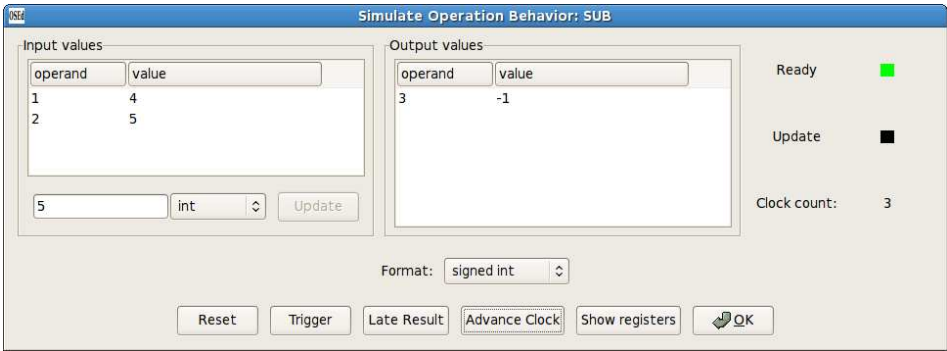 OSEd Simulate Operation Behavior: SUB
Input values
operand value
1 4
2 5
5 int Update
Output values
operand value
3 -1
Ready
Update
Clock count: 3
Format: signed int
Reset Trigger Late Result Advance Clock Show registers OK